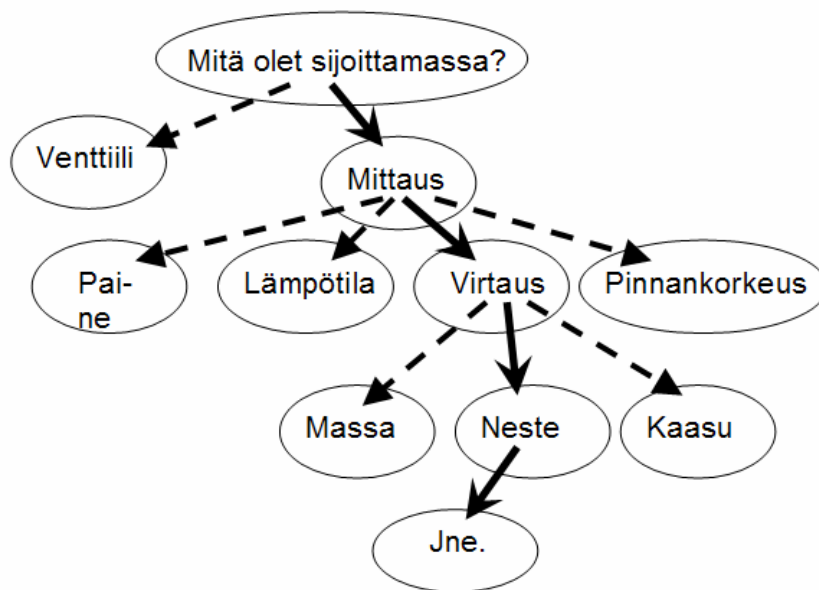 Mitä olet sijoittamassa?
Venttiili
Mittaus
Pai-
ne
Lämpötila
Virtaus
Pinnankorkeus
Massa
Neste
Kaasu
Jne.